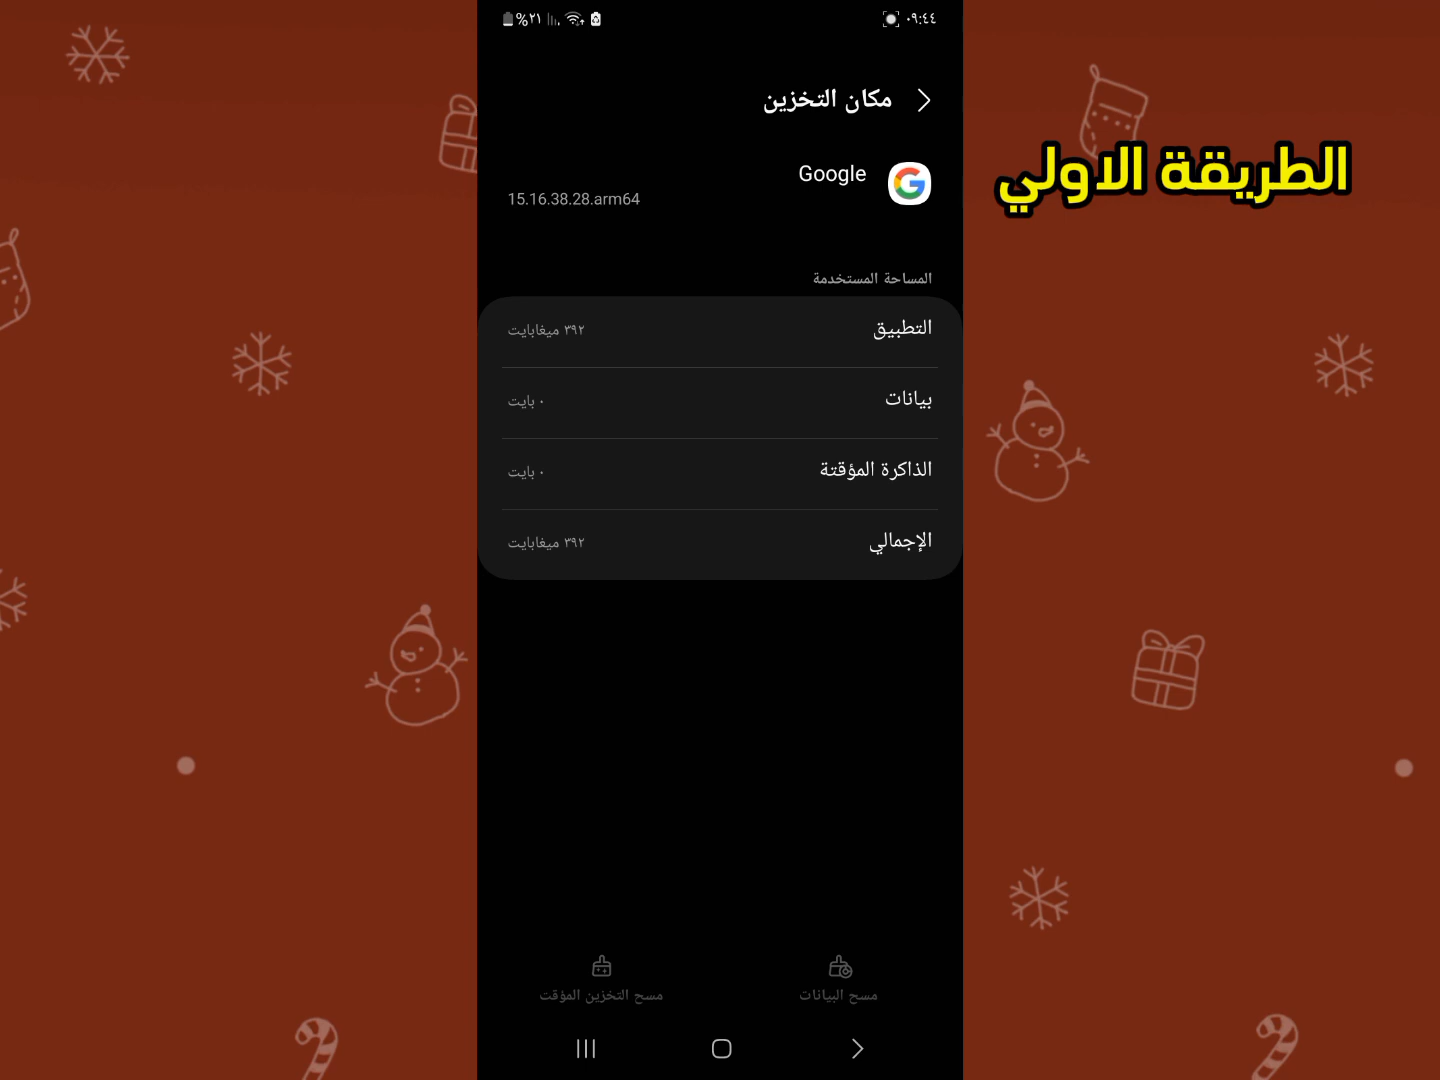 ٠٩:٤٤
%٢١
مكان التخزين
Google
15.16.38.28.arm64
الطريقة الاولي
المساحة المستخدمة
التطبيق ٣٩٢ ميغابايت
بيانات ٠ بايت
الذاكرة المؤقتة ٠ بايت
الإجمالي ٣٩٢ ميغابايت
مسح البيانات
مسح التخزين المؤقت